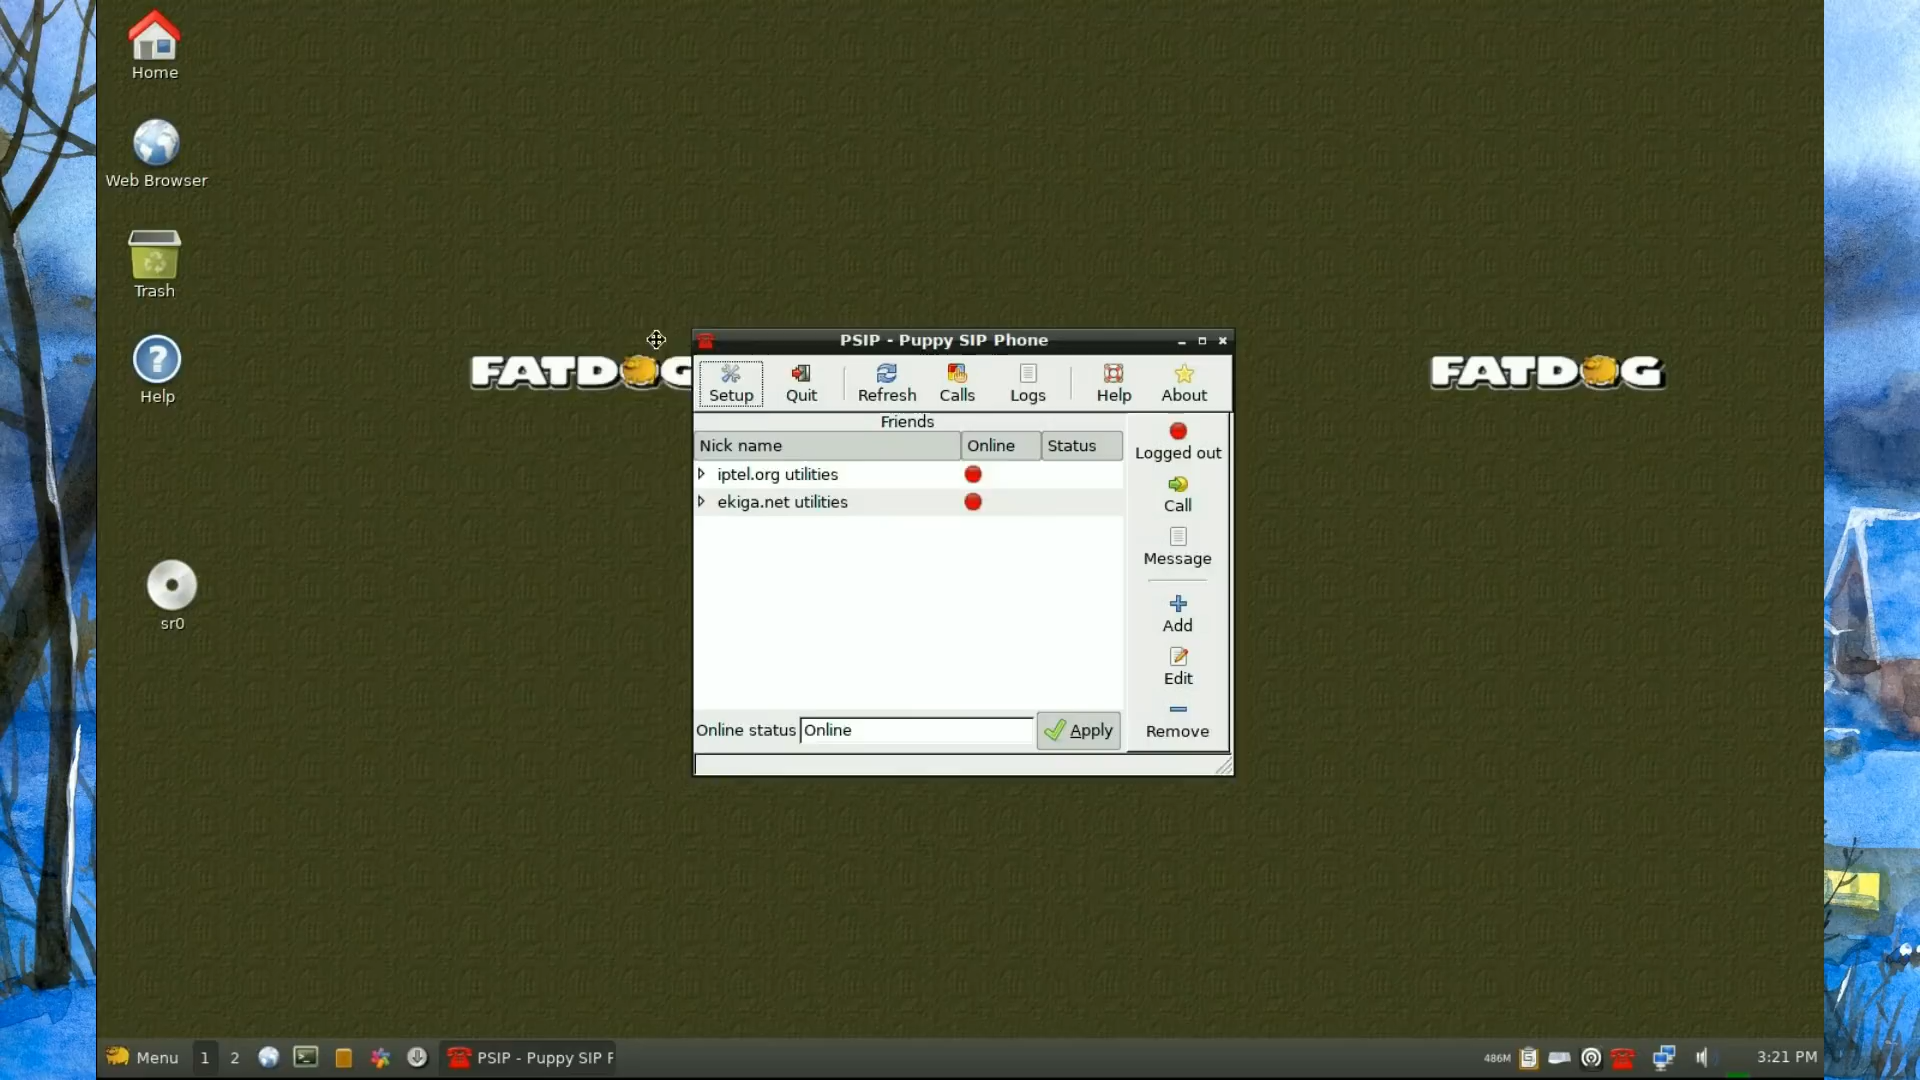 Home
Web Browser
Trash
Help
sr0
FATDOG
FATDOG
PSIP - Puppy SIP Phone
Setup Quit Refresh Calls Logs Help About
Friends
Nick name Online Status
iptel.org utilities
ekiga.net utilities
Logged out
Call
Message
Add
Edit
Remove
Online status Online Apply
Menu 1 2 PSIP - Puppy SIP P 486M 3:21 PM